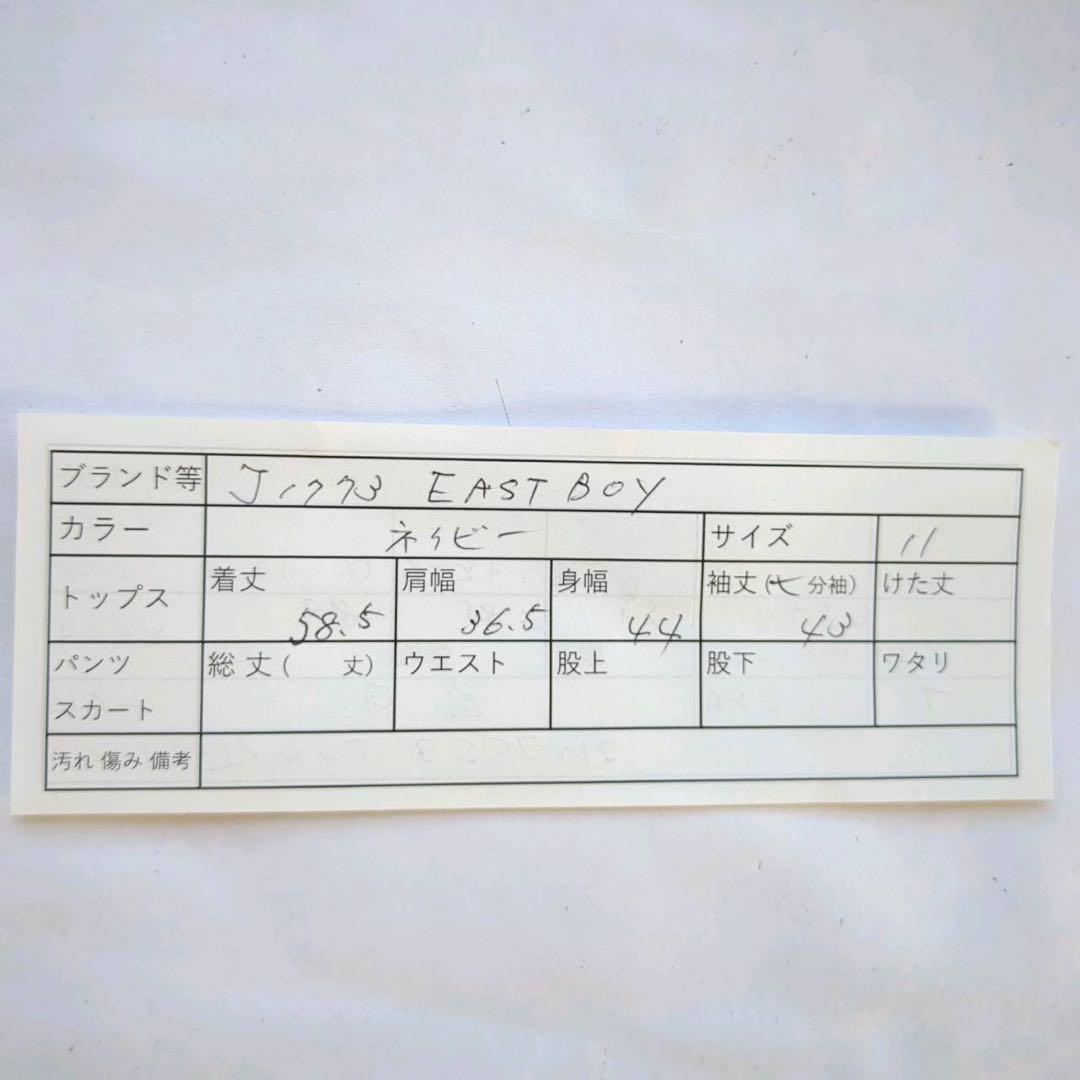 ブランド等 J1773 EAST BOY
カラー ネイビー サイズ 11
トップス 着丈 58.5 肩幅 36.5 身幅 44 袖丈(七分袖) 43 けた丈
パンツ スカート 総丈( 丈) ウエスト 股上 股下 ワタリ
汚れ 傷み 備考